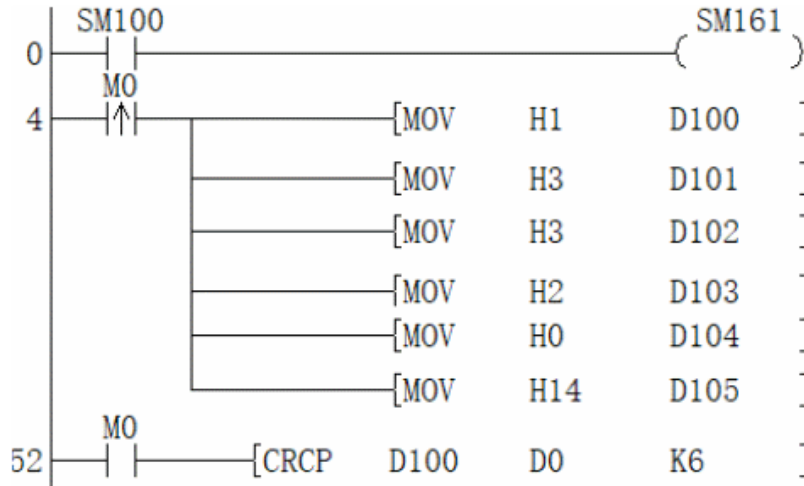 SM100 SM161
0
M0
4 MOV H1 D100
MOV H3 D101
MOV H3 D102
MOV H2 D103
MOV H0 D104
MOV H14 D105
M0
52 [CRCP D100 D0 K6 ]